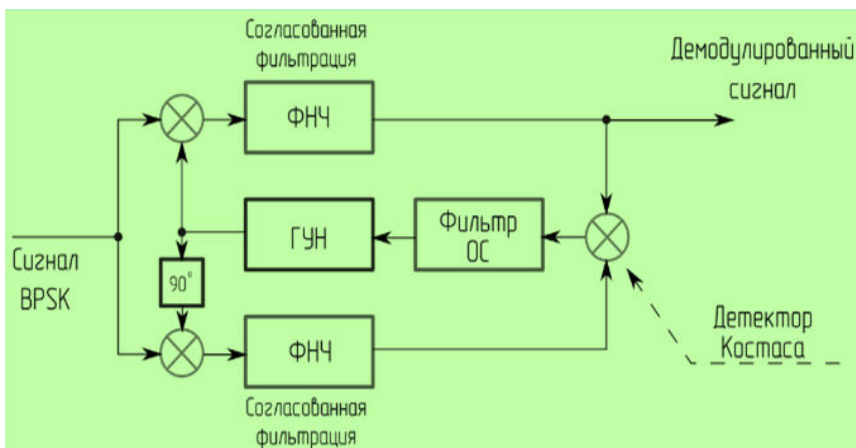 Согласованная
фильтрация
ФНЧ
Демодулированный
сигнал
ГУН
Фильтр
ОС
Сигнал
BPSK
90°
ФНЧ
Согласованная
фильтрация
Детектор
Костаса